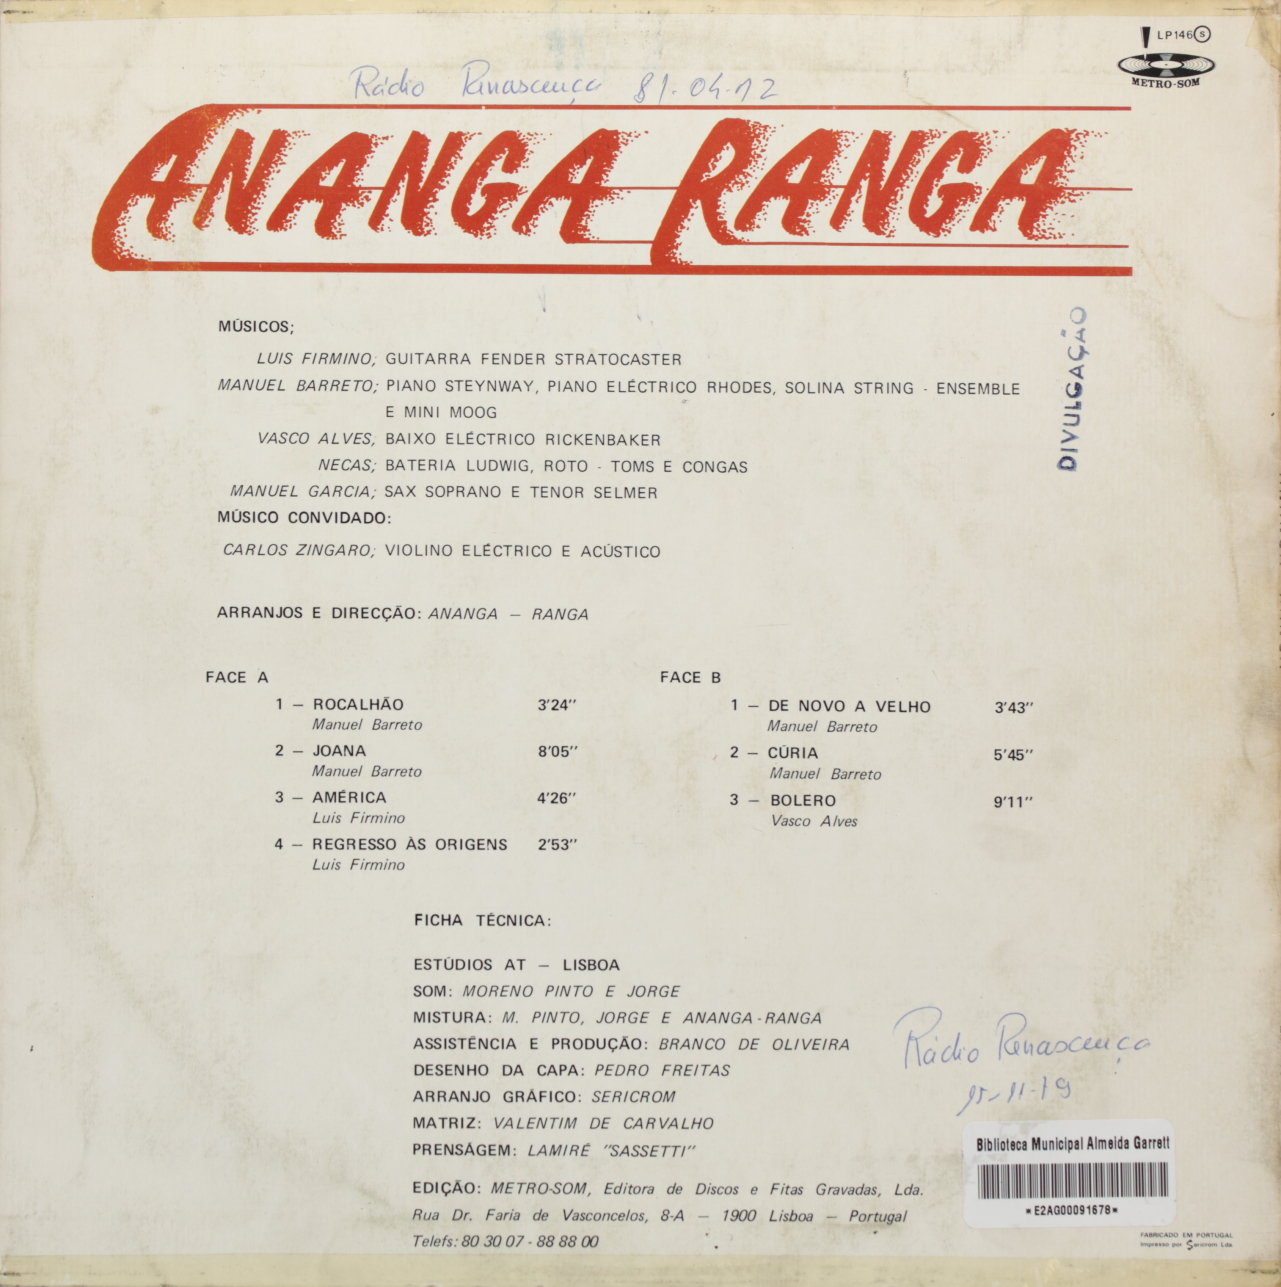 LP146 S
METRO-SOM
Rádio Renascença 81-04-12
ANANGA RANGA
DIVULGAÇÃO
MÚSICOS;
LUIS FIRMINO; GUITARRA FENDER STRATOCASTER
MANUEL BARRETO; PIANO STEYNWAY, PIANO ELÉCTRICO RHODES, SOLINA STRING - ENSEMBLE
E MINI MOOG
VASCO ALVES, BAIXO ELÉCTRICO RICKENBAKER
NECAS; BATERIA LUDWIG, ROTO - TOMS E CONGAS
MANUEL GARCIA; SAX SOPRANO E TENOR SELMER
MÚSICO CONVIDADO:
CARLOS ZINGARO; VIOLINO ELÉCTRICO E ACÚSTICO
ARRANJOS E DIRECÇÃO: ANANGA — RANGA
FACE A
1 — ROCALHÃO 3'24''
Manuel Barreto
2 — JOANA 8'05''
Manuel Barreto
3 — AMÉRICA 4'26''
Luis Firmino
4 — REGRESSO ÀS ORIGENS 2'53''
Luis Firmino
FACE B
1 — DE NOVO A VELHO 3'43''
Manuel Barreto
2 — CÚRIA 5'45''
Manuel Barreto
3 — BOLERO 9'11''
Vasco Alves
FICHA TÉCNICA:
ESTÚDIOS AT — LISBOA
SOM: MORENO PINTO E JORGE
MISTURA: M. PINTO, JORGE E ANANGA-RANGA
ASSISTÊNCIA E PRODUÇÃO: BRANCO DE OLIVEIRA
DESENHO DA CAPA: PEDRO FREITAS
ARRANJO GRÁFICO: SERICROM
MATRIZ: VALENTIM DE CARVALHO
PRENSÁGEM: LAMIRÉ "SASSETTI"
EDIÇÃO: METRO-SOM, Editora de Discos e Fitas Gravadas, Lda.
Rua Dr. Faria de Vasconcelos, 8-A — 1900 Lisboa — Portugal
Telefs: 80 30 07 - 88 88 00
Rádio Renascença
15-11-79
Biblioteca Municipal Almeida Garrett
*E2AG00091678*
FABRICADO EM PORTUGAL
Impresso por Sericrom Lda.